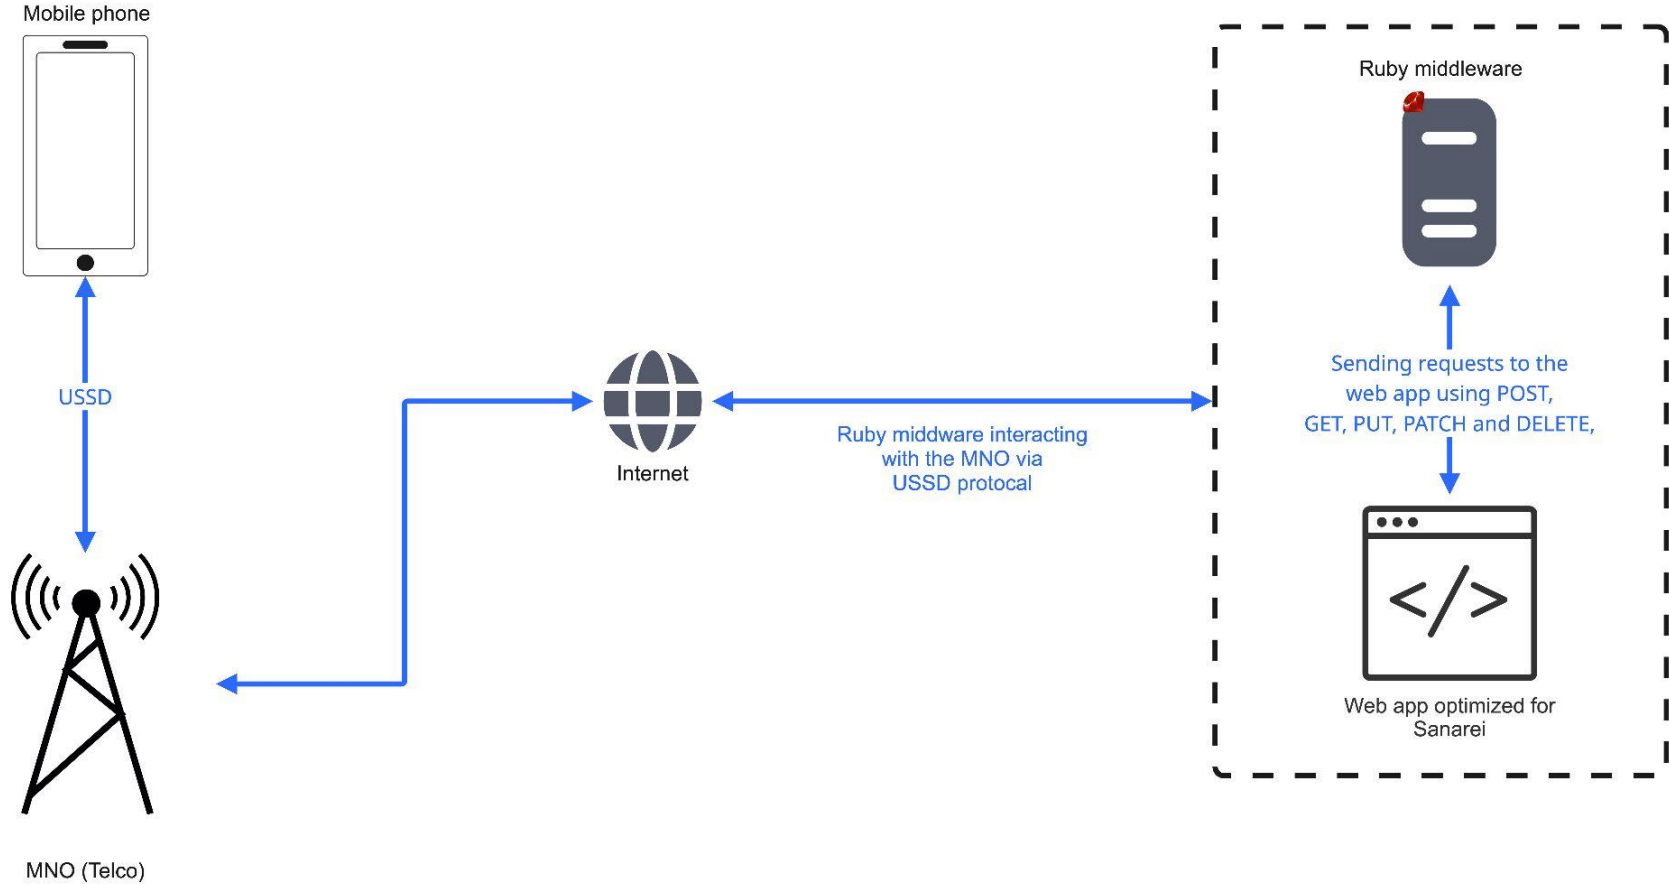 Mobile phone
USSD
MNO (Telco)
Internet
Ruby middware interacting
with the MNO via
USSD protocal
Ruby middleware
Sending requests to the
web app using POST,
GET, PUT, PATCH and DELETE,
</>
Web app optimized for
Sanarei